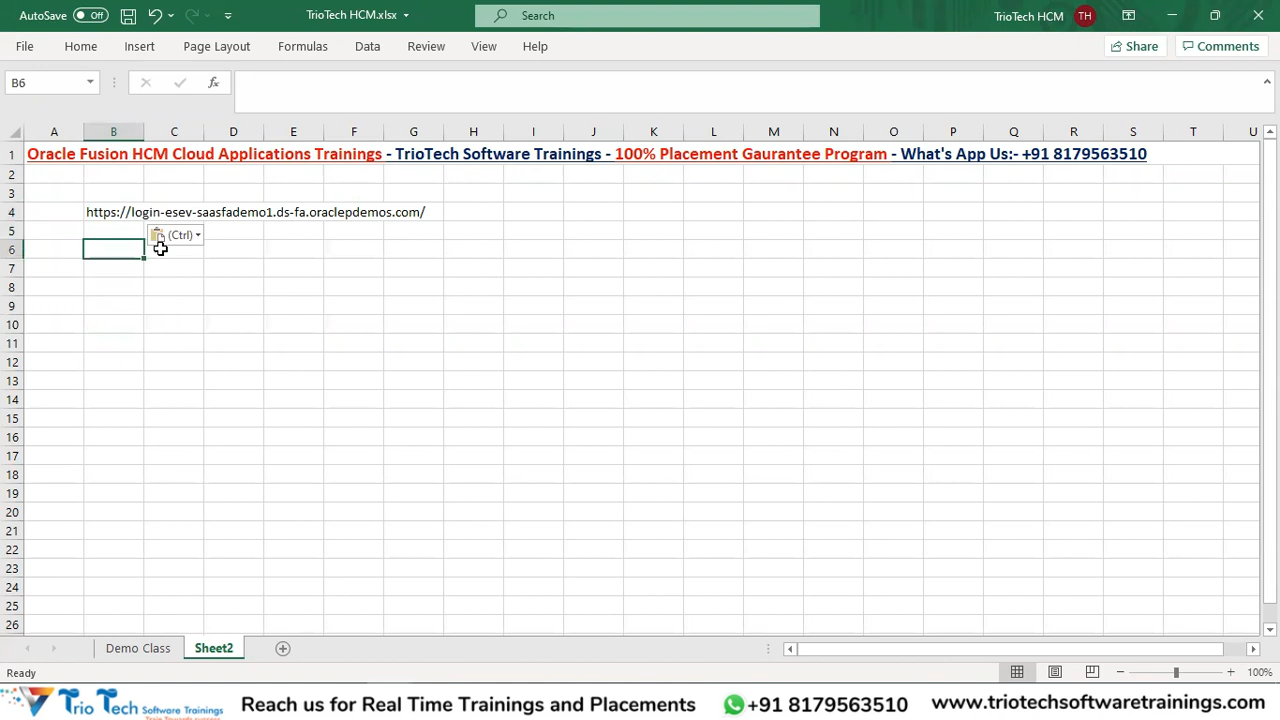 AutoSave Off TrioTech HCM.xlsx Search TrioTech HCM TH
File Home Insert Page Layout Formulas Data Review View Help Share Comments
B6 fx
A B C D E F G H I J K L M N O P Q R S T U
1 Oracle Fusion HCM Cloud Applications Trainings - TrioTech Software Trainings - 100% Placement Gaurantee Program - What's App Us:- +91 8179563510
2
3
4 https://login-esev-saasfademo1.ds-fa.oraclepdemos.com/
5 (Ctrl)
6
7
8
9
10
11
12
13
14
15
16
17
18
19
20
21
22
23
24
25
26
Demo Class Sheet2
Ready 100%
Trio Tech Software Trainings Reach us for Real Time Trainings and Placements +91 8179563510 www.triotechsoftwaretrainings.com
Trio Towards success